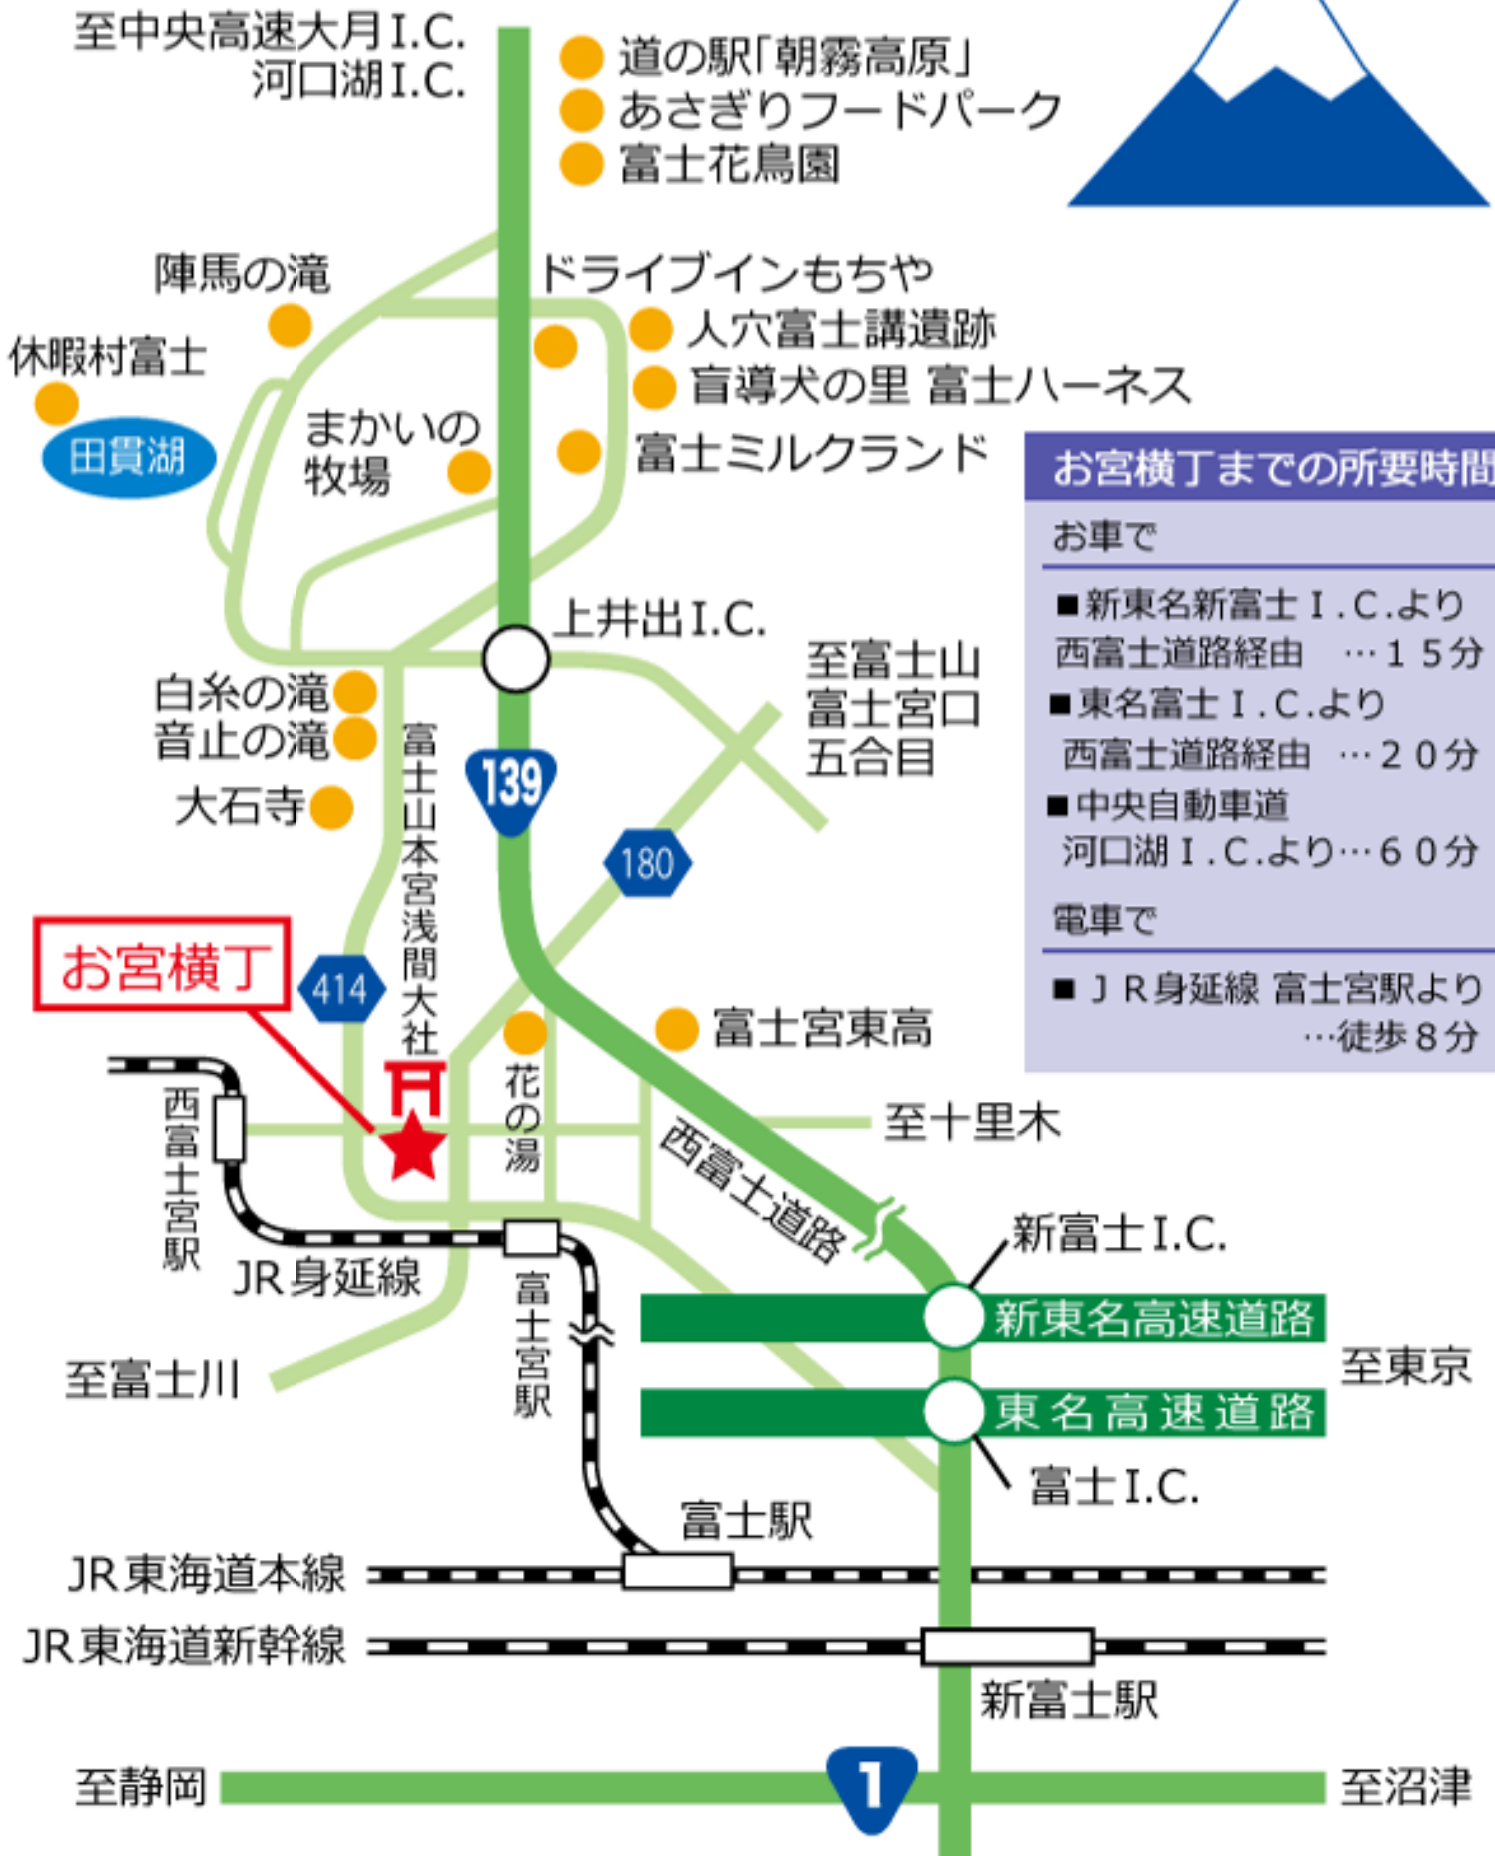 至中央高速大月I.C.
河口湖I.C.
道の駅「朝霧高原」
あさぎりフードパーク
富士花鳥園
陣馬の滝
ドライブインもちや
人穴富士講遺跡
休暇村富士
盲導犬の里 富士ハーネス
まかいの
牧場
富士ミルクランド
田貫湖
お宮横丁までの所要時間
お車で
■新東名新富士I.C.より
西富士道路経由 …15分
■東名富士I.C.より
西富士道路経由 …20分
■中央自動車道
河口湖I.C.より…60分
電車で
■JR身延線 富士宮駅より
…徒歩8分
上井出I.C.
至富士山
富士宮口
五合目
白糸の滝
音止の滝
大石寺
富士山本宮浅間大社
139
180
お宮横丁
414
富士宮東高
花の湯
至十里木
西富士宮駅
西富士道路
新富士I.C.
JR身延線
富士宮駅
新東名高速道路
至富士川
至東京
東名高速道路
富士I.C.
富士駅
JR東海道本線
JR東海道新幹線
新富士駅
至静岡
1
至沼津